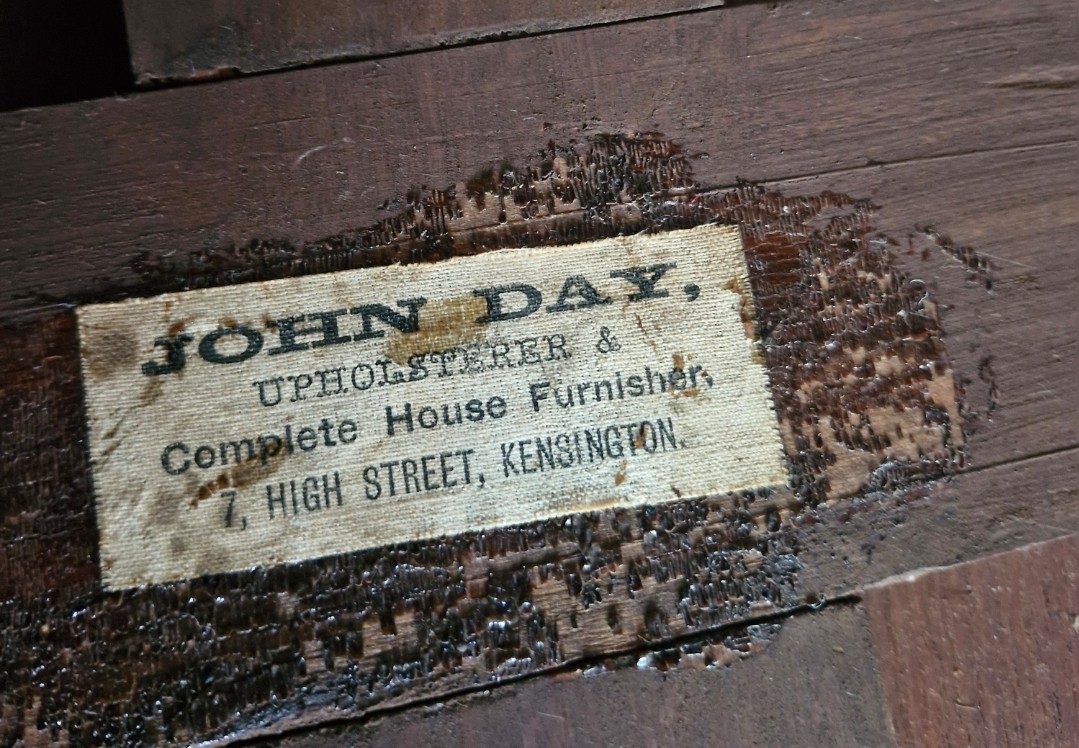 JOHN DAY,
UPHOLSTERER &
Complete House Furnisher,
7, HIGH STREET, KENSINGTON.